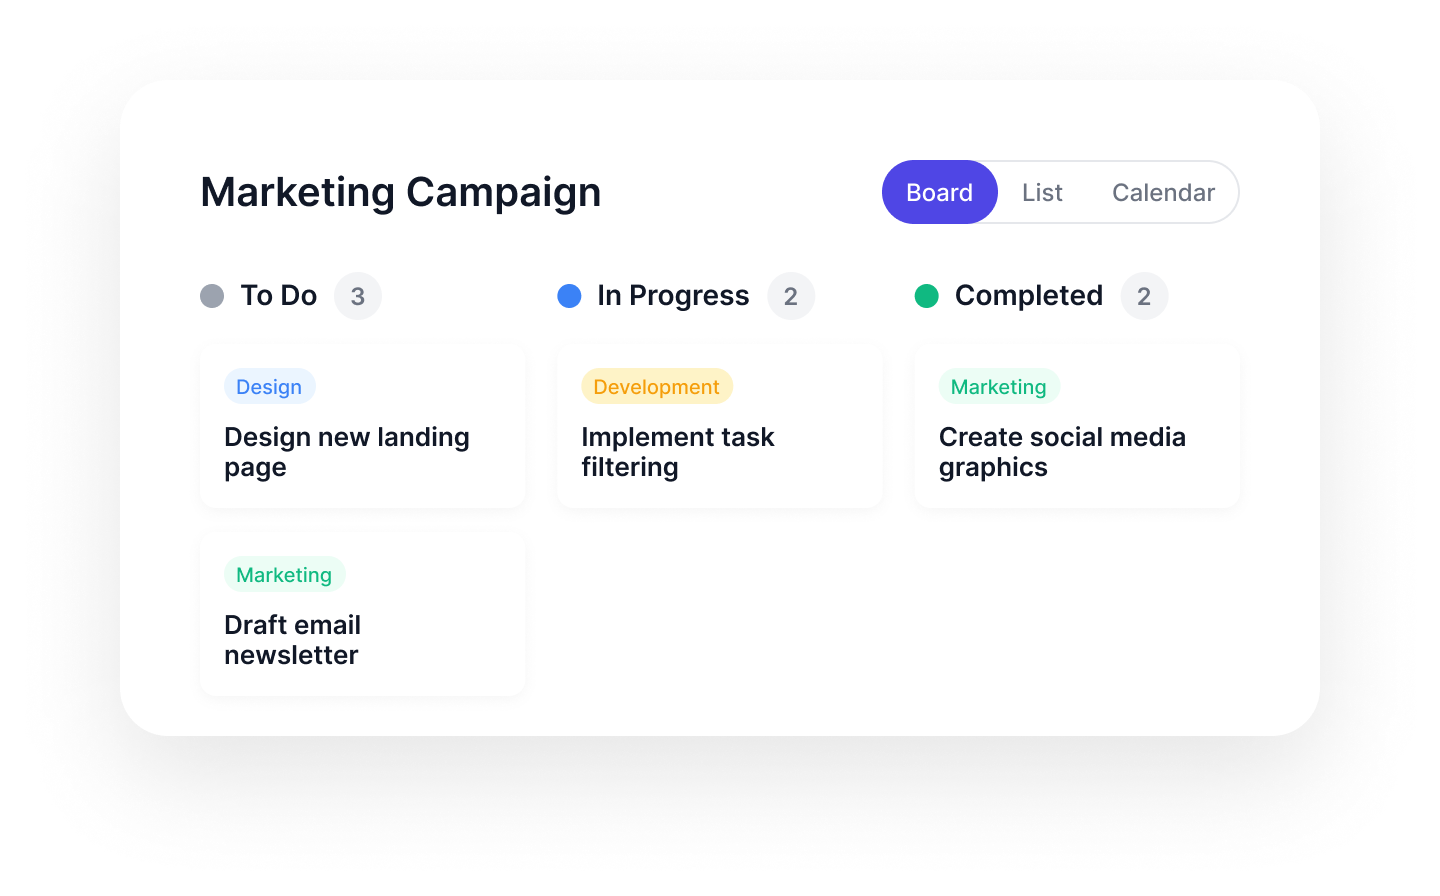 Marketing Campaign
Board List Calendar
To Do 3
Design
Design new landing
page
Marketing
Draft email
newsletter
In Progress 2
Development
Implement task
filtering
Completed 2
Marketing
Create social media
graphics